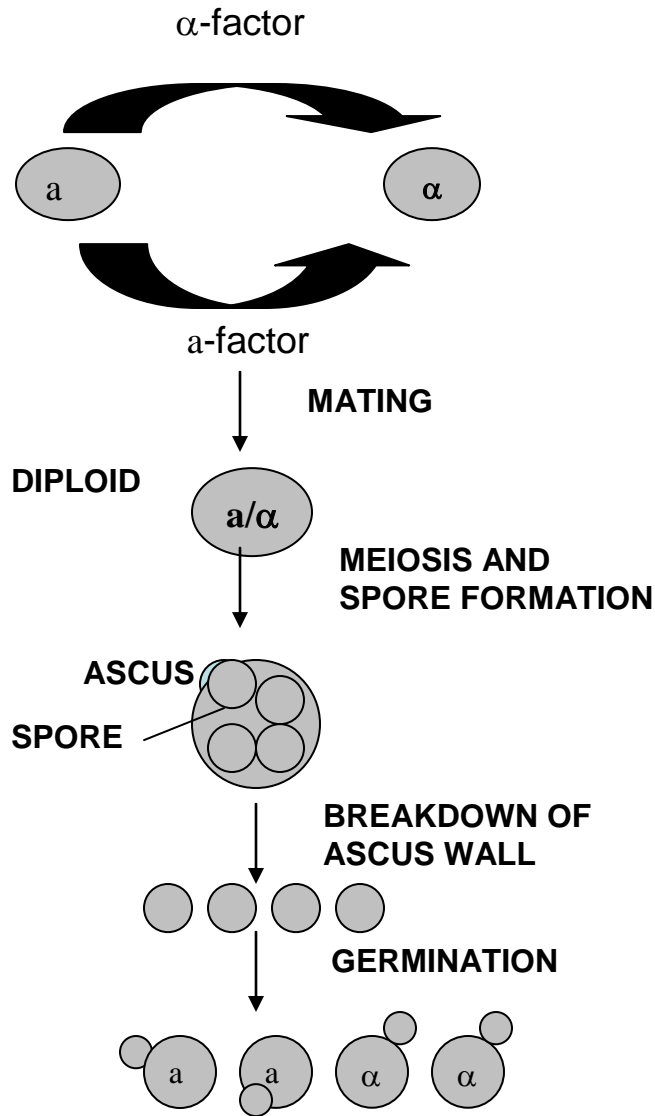 α-factor
a
α
a-factor
MATING
DIPLOID
a/α
MEIOSIS AND
SPORE FORMATION
ASCUS
SPORE
BREAKDOWN OF
ASCUS WALL
GERMINATION
a
a
α
α